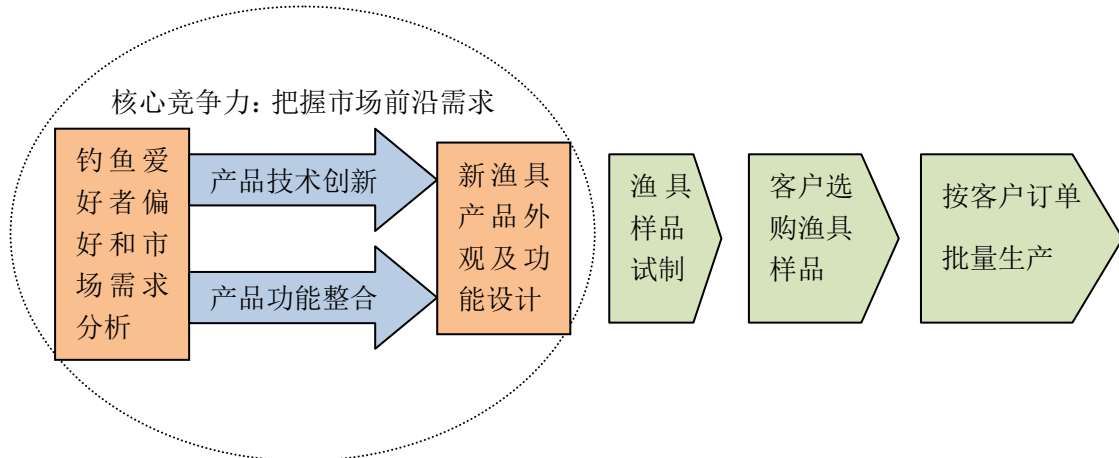 核心竞争力：把握市场前沿需求
钓鱼爱
好者偏
好和市
场需求
分析
产品技术创新
产品功能整合
新渔具
产品外
观及功
能设计
渔具
样品
试制
客户选
购渔具
样品
按客户订单
批量生产